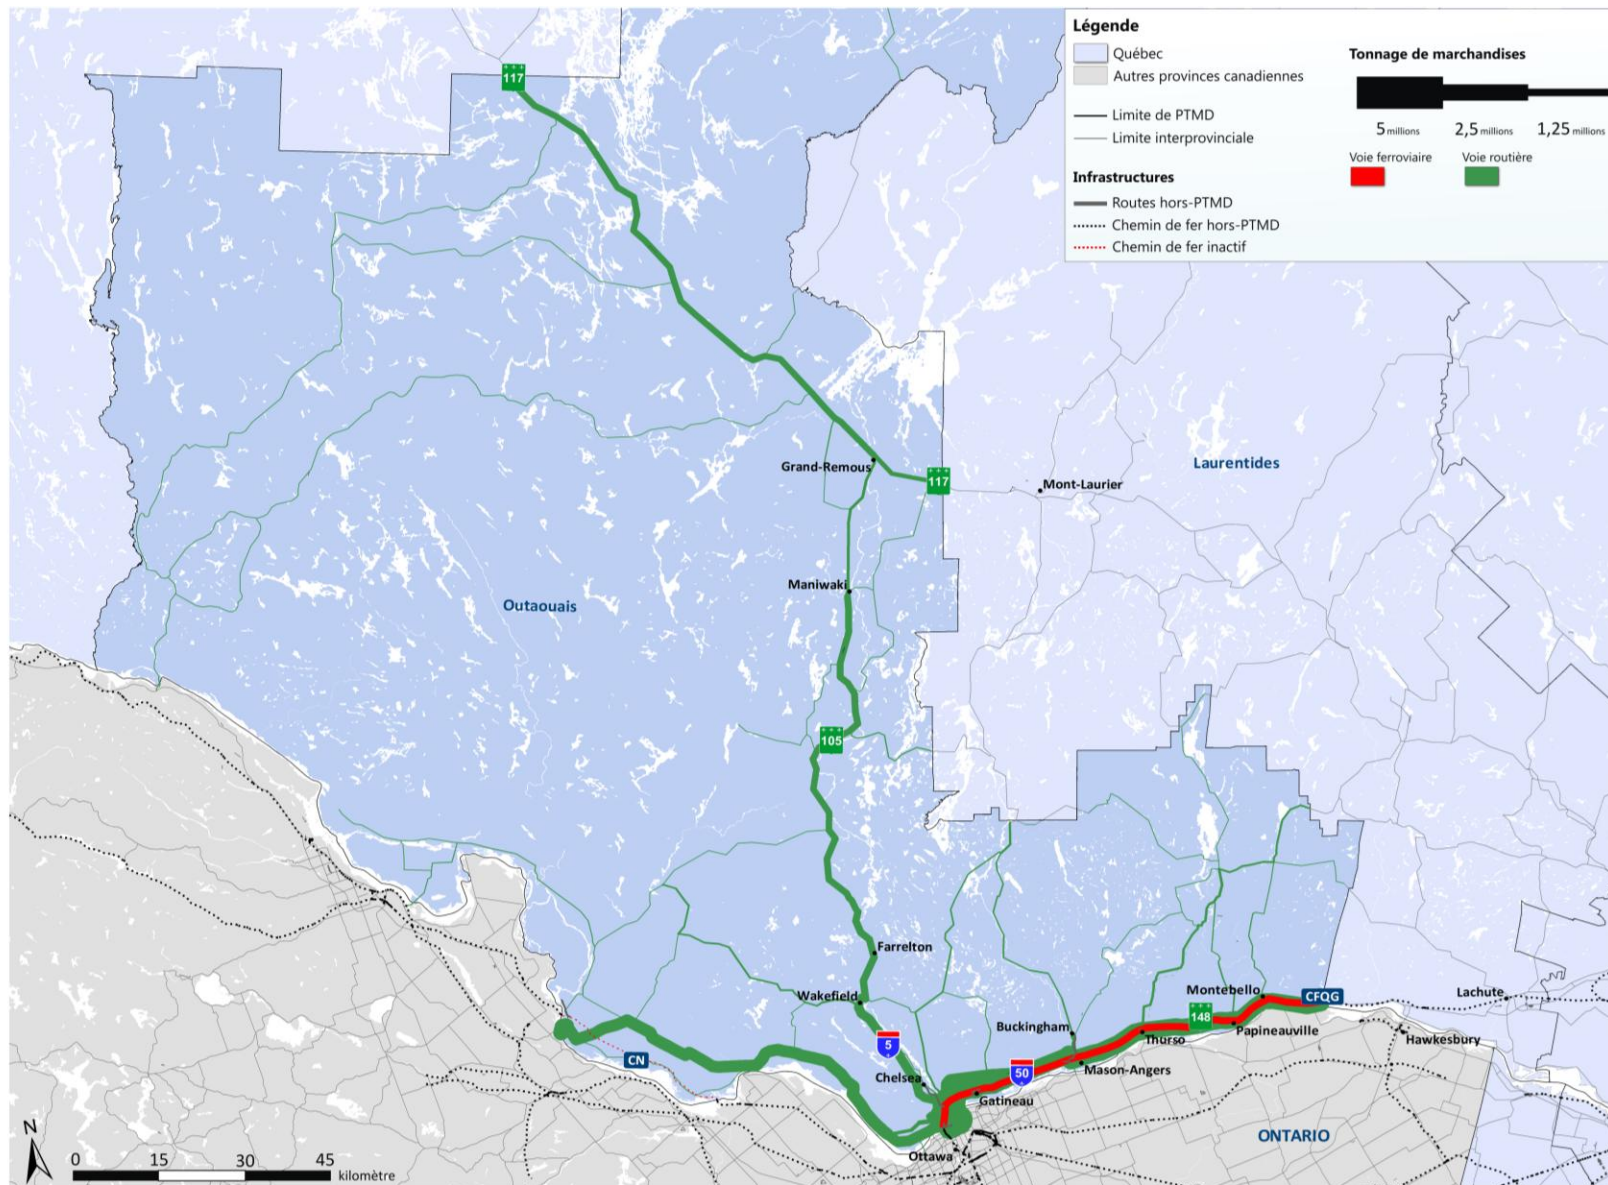 Légende
Québec
Autres provinces canadiennes
Limite de PTMD
Limite interprovinciale
Infrastructures
Routes hors-PTMD
Chemin de fer hors-PTMD
Chemin de fer inactif
Tonnage de marchandises
5 millions 2,5 millions 1,25 millions
Voie ferroviaire Voie routière
117
Grand-Remous
117
Mont-Laurier
Laurentides
Maniwaki
Outaouais
105
Farrelton
Wakefield
Montebello
CFQG
Lachute
148
Buckingham
Thurso
Papineauville
Hawkesbury
5
CN
50
Mason-Angers
Chelsea
Gatineau
ONTARIO
Ottawa
N
0 15 30 45
kilomètre